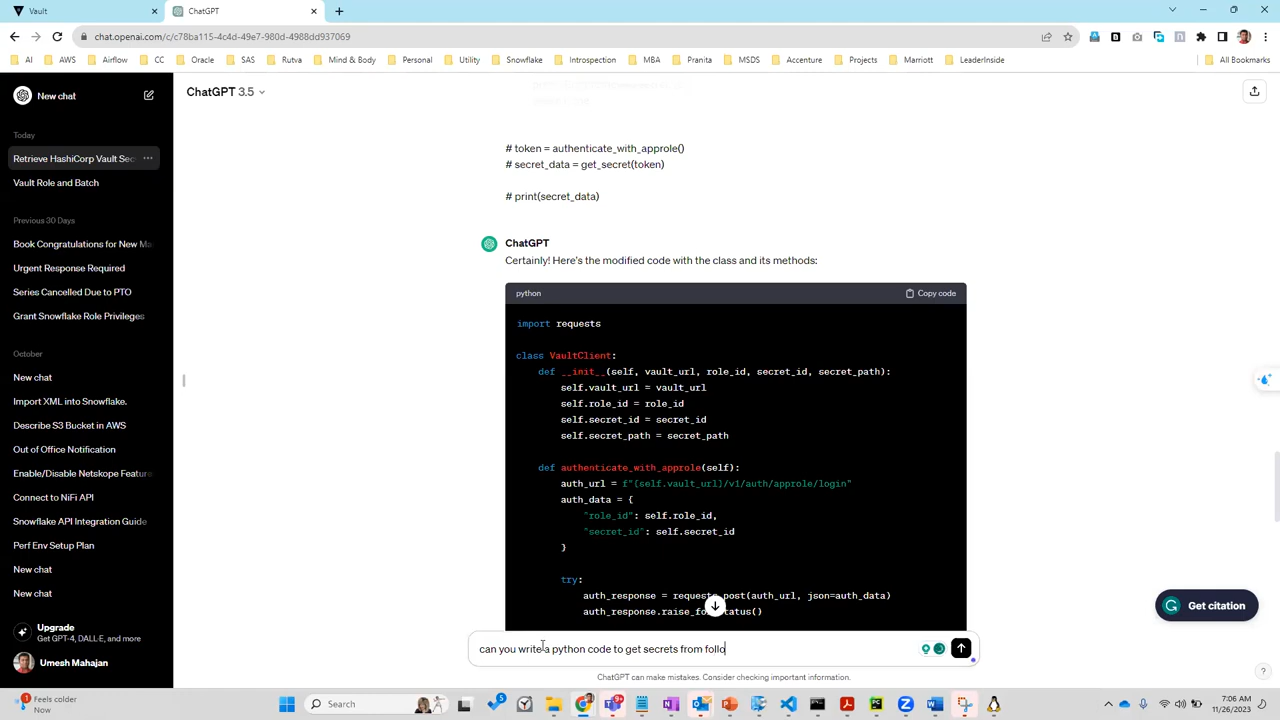 Vault
ChatGPT
chat.openai.com/c/c78ba115-4c4d-49e7-980d-4988dd937069
AI AWS Airflow CC Oracle SAS Rutva Mind & Body Personal Utility Snowflake Introspection MBA Pranita MSDS Accenture Projects Marriott LeaderInside All Bookmarks
New chat
Today
Retrieve HashiCorp Vault Sec
Vault Role and Batch
Previous 30 Days
Book Congratulations for New Ma
Urgent Response Required
Series Cancelled Due to PTO
Grant Snowflake Role Privileges
October
New chat
Import XML into Snowflake.
Describe S3 Bucket in AWS
Out of Office Notification
Enable/Disable Netskope Feature
Connect to NiFi API
Snowflake API Integration Guide
Perf Env Setup Plan
New chat
New chat
Upgrade
Get GPT-4, DALL·E, and more
Umesh Mahajan
ChatGPT 3.5
# token = authenticate_with_approle()
# secret_data = get_secret(token)
# print(secret_data)
ChatGPT
Certainly! Here's the modified code with the class and its methods:
python
Copy code
import requests
class VaultClient:
def __init__(self, vault_url, role_id, secret_id, secret_path):
self.vault_url = vault_url
self.role_id = role_id
self.secret_id = secret_id
self.secret_path = secret_path
def authenticate_with_approle(self):
auth_url = f"{self.vault_url}/v1/auth/approle/login"
auth_data = {
"role_id": self.role_id,
"secret_id": self.secret_id
}
try:
auth_response = requests.post(auth_url, json=auth_data)
auth_response.raise_for_status()
Get citation
can you write a python code to get secrets from follo
ChatGPT can make mistakes. Consider checking important information.
Feels colder
Now
Search
7:06 AM
11/26/2023